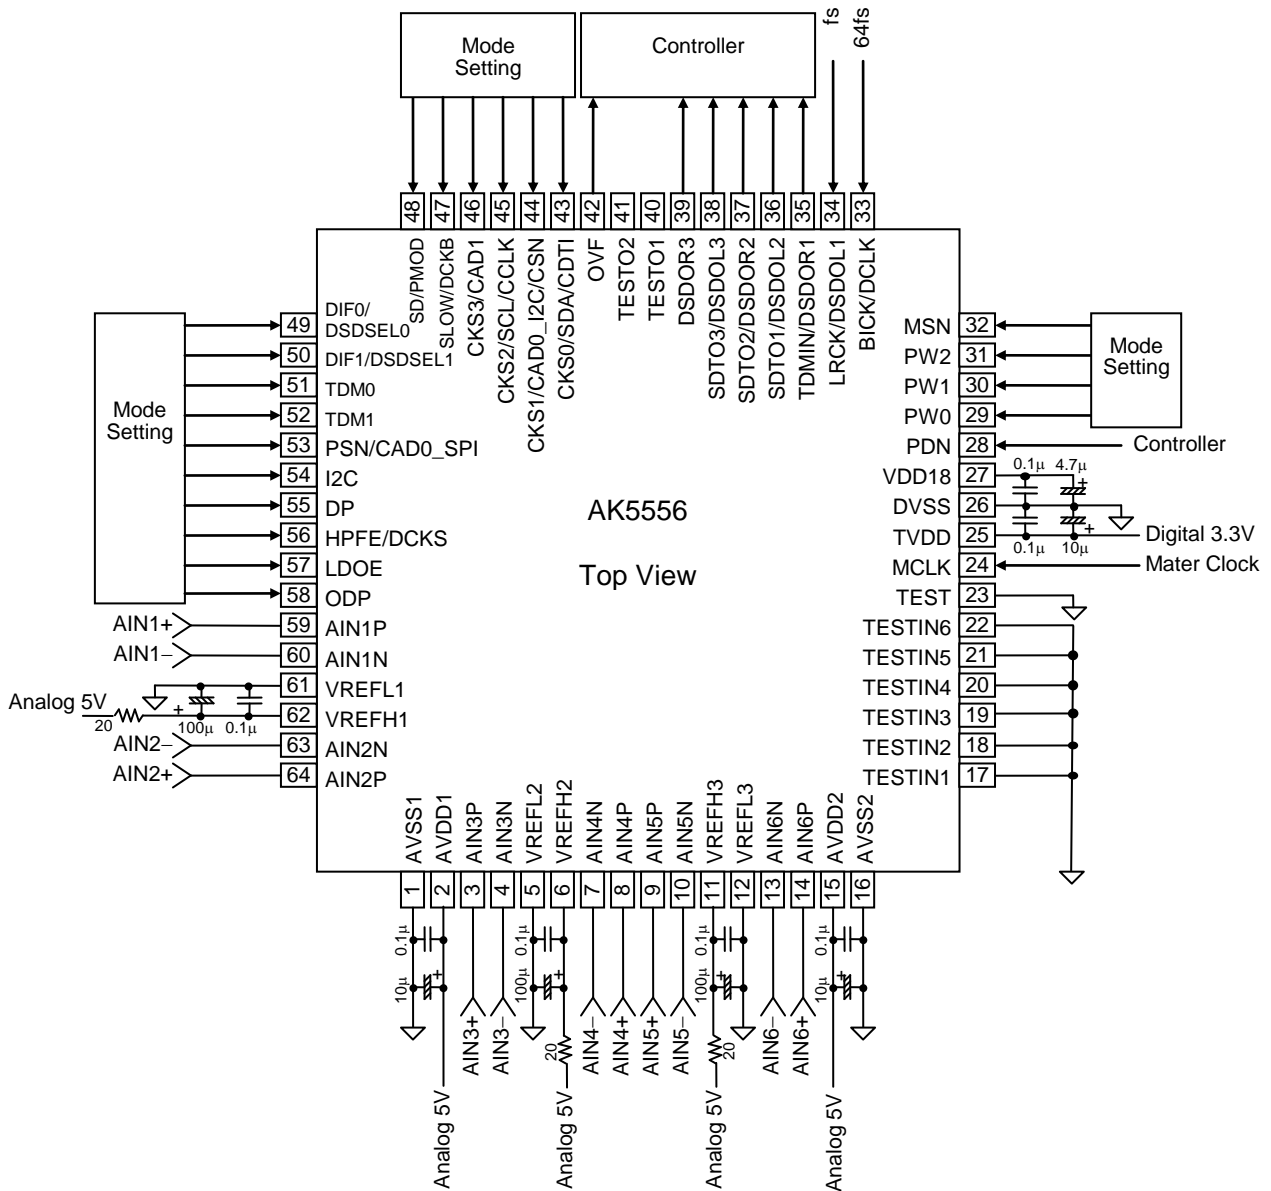 Mode
Setting
Controller
fs
64fs
48
47
46
45
44
43
42
41
40
39
38
37
36
35
34
33
SD/PMOD
SLOW/DCKB
CKS3/CAD1
CKS2/SCL/CCLK
CKS1/CAD0_I2C/CSN
CKS0/SDA/CDTI
OVF
TESTO2
TESTO1
DSDOR3
SDTO3/DSDOL3
SDTO2/DSDOR2
SDTO1/DSDOL2
TDMIN/DSDOR1
LRCK/DSDOL1
BICK/DCLK
Mode
Setting
49
DIF0/
DSDSEL0
50
DIF1/DSDSEL1
51
TDM0
52
TDM1
53
PSN/CAD0_SPI
54
I2C
55
DP
56
HPFE/DCKS
57
LDOE
58
ODP
AIN1+
59
AIN1P
AIN1−
60
AIN1N
61
VREFL1
Analog 5V
20
+
100µ
0.1µ
62
VREFH1
AIN2−
63
AIN2N
AIN2+
64
AIN2P
AK5556
Top View
MSN
32
PW2
31
PW1
30
PW0
29
Mode
Setting
PDN
28
Controller
VDD18
27
0.1µ
4.7µ
+
DVSS
26
TVDD
25
0.1µ
10µ
+
Digital 3.3V
MCLK
24
Mater Clock
TEST
23
TESTIN6
22
TESTIN5
21
TESTIN4
20
TESTIN3
19
TESTIN2
18
TESTIN1
17
AVSS1
AVDD1
AIN3P
AIN3N
VREFL2
VREFH2
AIN4N
AIN4P
AIN5P
AIN5N
VREFH3
VREFL3
AIN6N
AIN6P
AVDD2
AVSS2
1
2
3
4
5
6
7
8
9
10
11
12
13
14
15
16
0.1µ
0.1µ
0.1µ
0.1µ
10µ
+
100µ
+
100µ
+
10µ
+
AIN3+
AIN3−
20
AIN4−
AIN4+
AIN5+
AIN5−
20
AIN6−
AIN6+
Analog 5V
Analog 5V
Analog 5V
Analog 5V